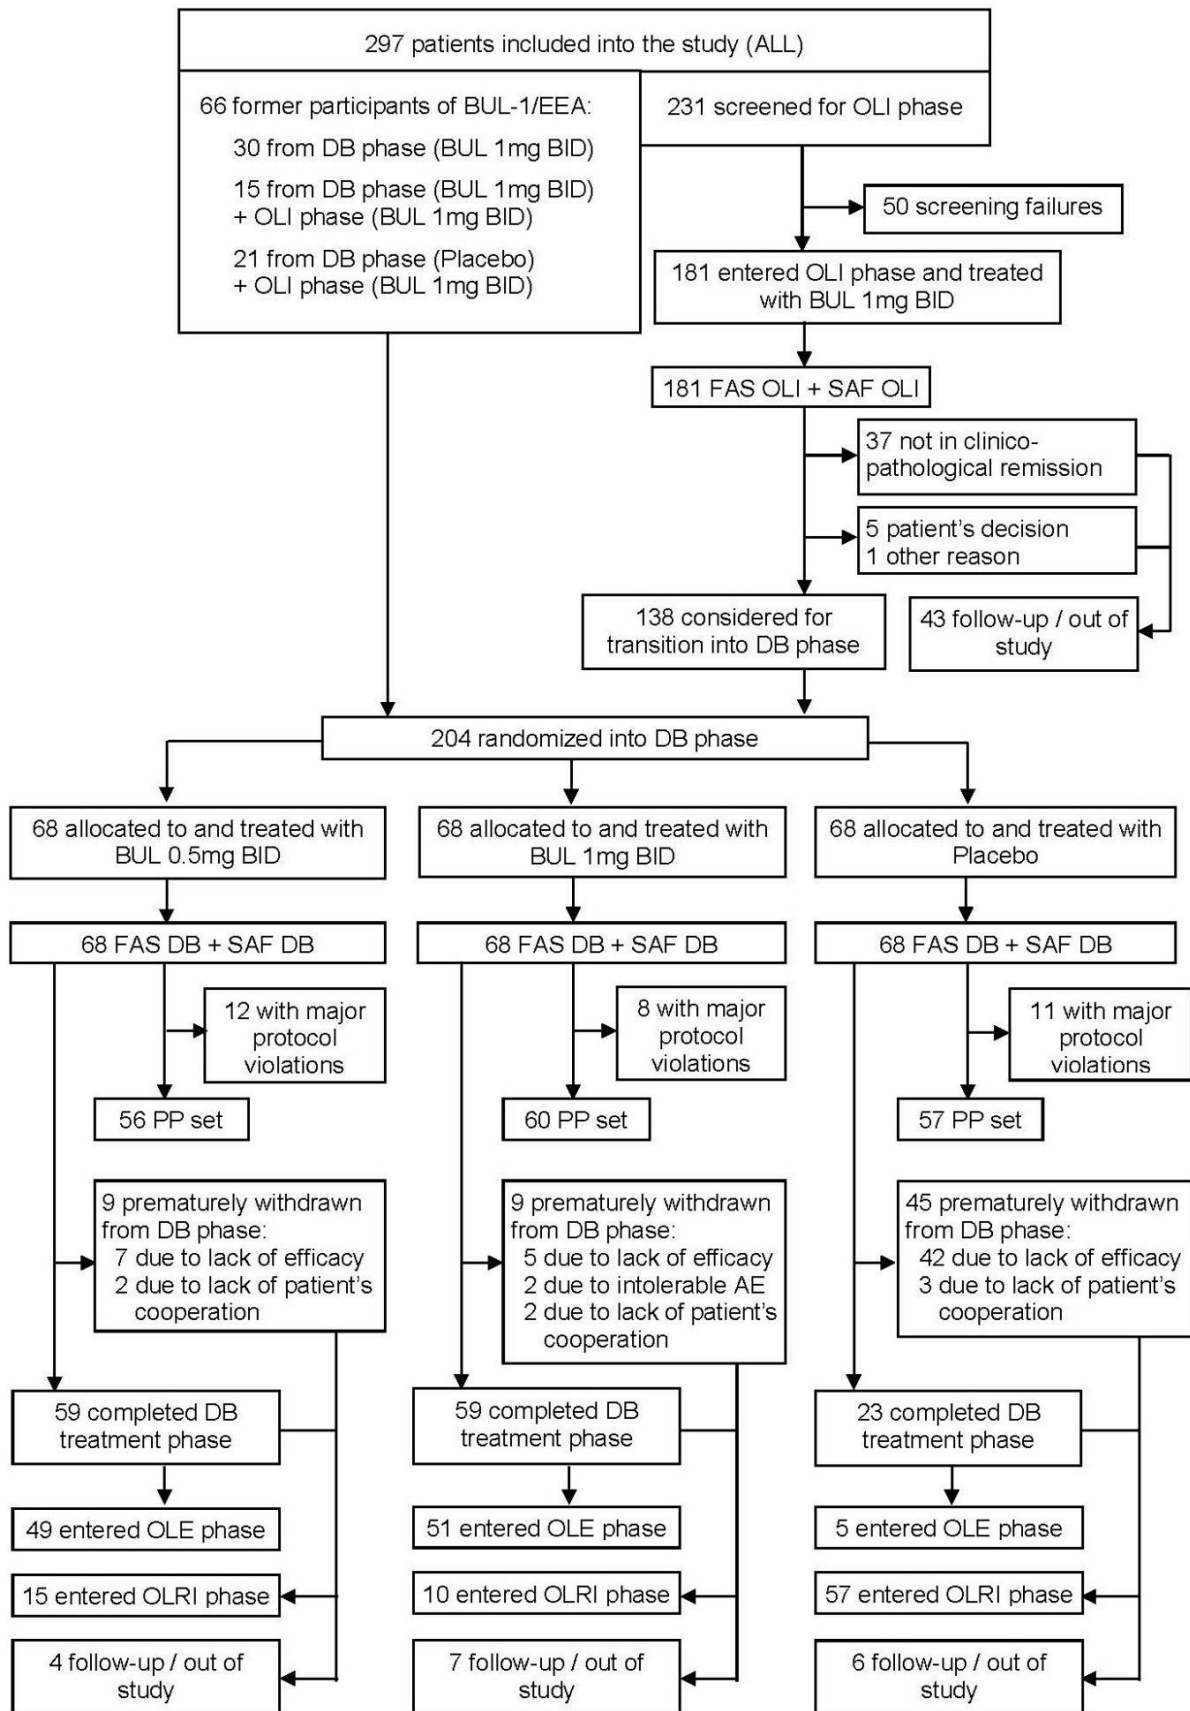 297 patients included into the study (ALL)
66 former participants of BUL-1/EEA:
30 from DB phase (BUL 1mg BID)
15 from DB phase (BUL 1mg BID)
+ OLI phase (BUL 1mg BID)
21 from DB phase (Placebo)
+ OLI phase (BUL 1mg BID)
231 screened for OLI phase
50 screening failures
181 entered OLI phase and treated
with BUL 1mg BID
181 FAS OLI + SAF OLI
37 not in clinico-
pathological remission
5 patient's decision
1 other reason
138 considered for
transition into DB phase
43 follow-up / out of
study
204 randomized into DB phase
68 allocated to and treated with
BUL 0.5mg BID
68 allocated to and treated with
BUL 1mg BID
68 allocated to and treated with
Placebo
68 FAS DB + SAF DB
68 FAS DB + SAF DB
68 FAS DB + SAF DB
12 with major
protocol
violations
8 with major
protocol
violations
11 with major
protocol
violations
56 PP set
60 PP set
57 PP set
9 prematurely withdrawn
from DB phase:
7 due to lack of efficacy
2 due to lack of patient's
cooperation
9 prematurely withdrawn
from DB phase:
5 due to lack of efficacy
2 due to intolerable AE
2 due to lack of patient's
cooperation
45 prematurely withdrawn
from DB phase:
42 due to lack of efficacy
3 due to lack of patient's
cooperation
59 completed DB
treatment phase
59 completed DB
treatment phase
23 completed DB
treatment phase
49 entered OLE phase
51 entered OLE phase
5 entered OLE phase
15 entered OLRI phase
10 entered OLRI phase
57 entered OLRI phase
4 follow-up / out of
study
7 follow-up / out of
study
6 follow-up / out of
study